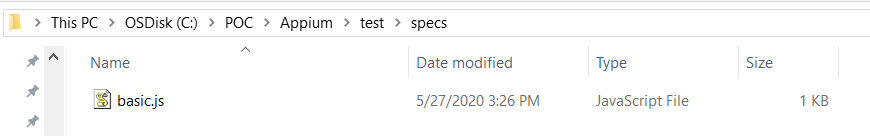 This PC > OSDisk (C:) > POC > Appium > test > specs
Name Date modified Type Size
basic.js 5/27/2020 3:26 PM JavaScript File 1 KB